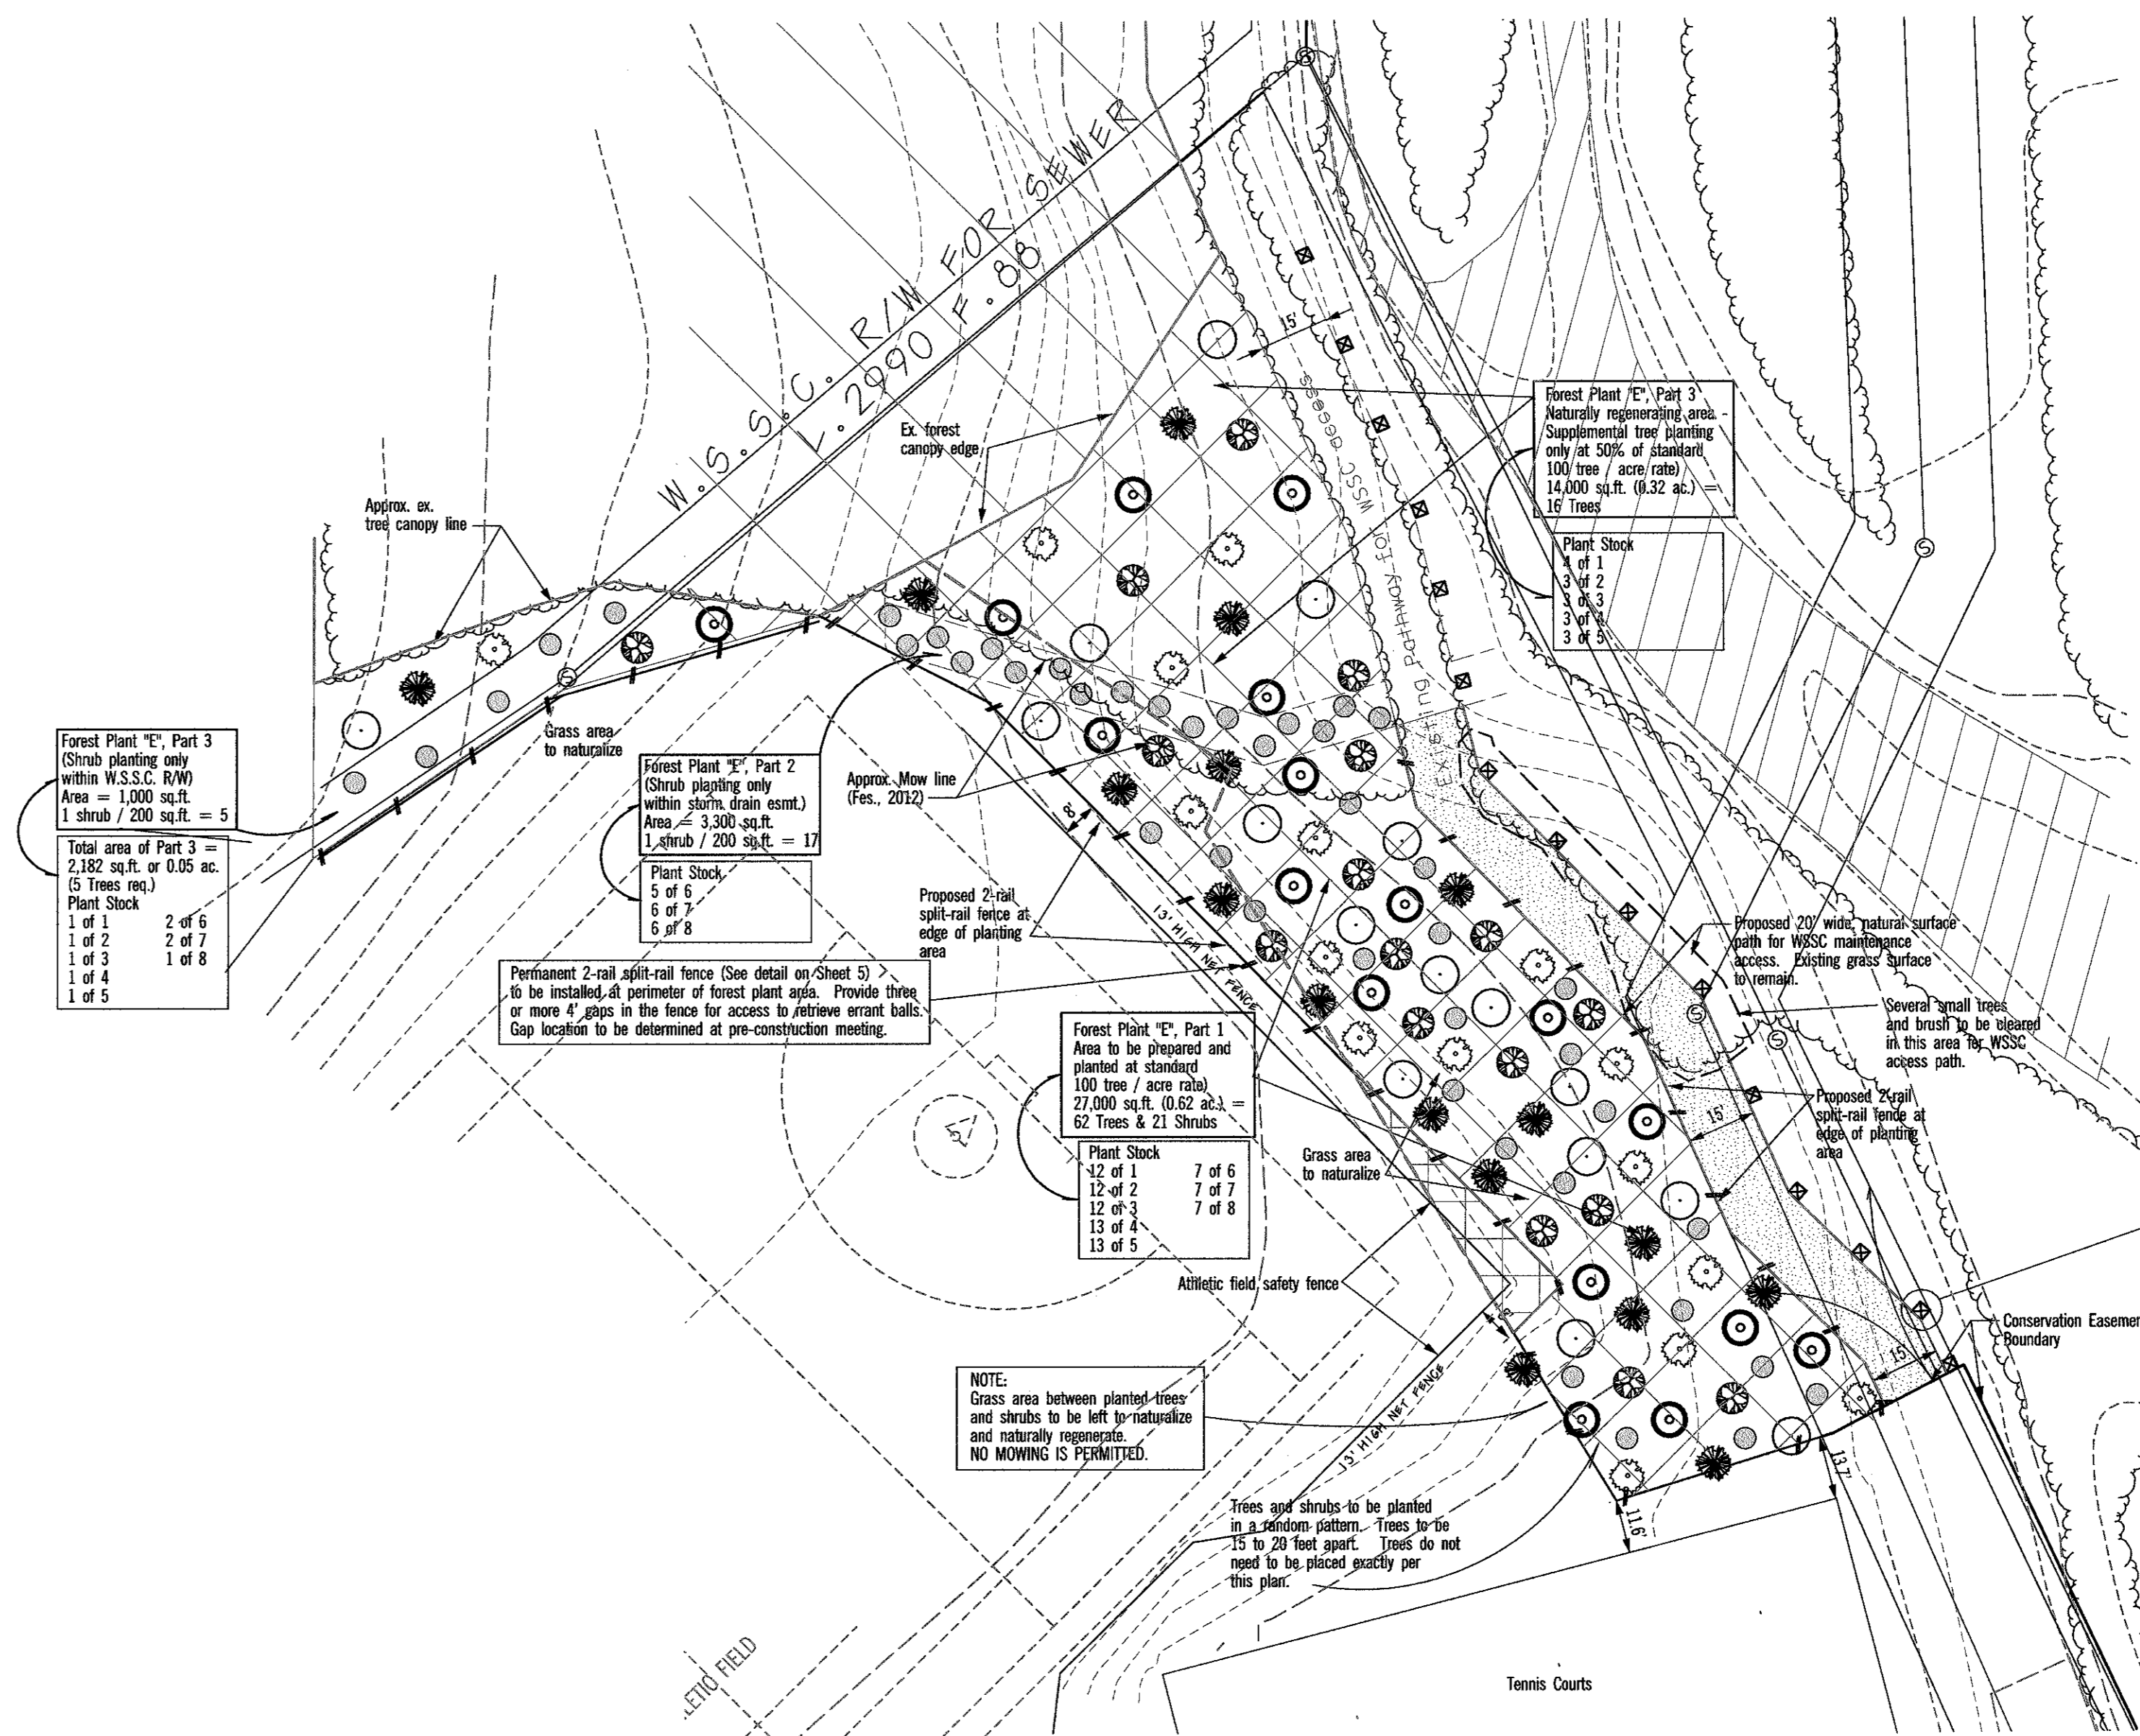 W.S.S.C. R/W FOR SEWER
L. 2990 F. 88
15'
Ex. forest
canopy edge
Approx. ex.
tree canopy line
Forest Plant "E", Part 3
Naturally regenerating area -
Supplemental tree planting
only at 50% of standard
100 tree / acre rate)
14,000 sq.ft. (0.32 ac.) =
16 Trees
Plant Stock
4 of 1
3 of 2
3 of 3
3 of 4
3 of 5
Existing Pathway for WSSC access
Forest Plant "E", Part 3
(Shrub planting only
within W.S.S.C. R/W)
Area = 1,000 sq.ft.
1 shrub / 200 sq.ft. = 5
Total area of Part 3 =
2,182 sq.ft. or 0.05 ac.
(5 Trees req.)
Plant Stock
1 of 1 2 of 6
1 of 2 2 of 7
1 of 3 1 of 8
1 of 4
1 of 5
Grass area
to naturalize
Forest Plant "E", Part 2
(Shrub planting only
within storm drain esmt.)
Area = 3,300 sq.ft.
1 shrub / 200 sq.ft. = 17
Plant Stock
5 of 6
6 of 7
6 of 8
Approx. Mow line
(Fes., 2012)
8'
Proposed 2-rail
split-rail fence at
edge of planting
area
13' HIGH NET FENCE
Permanent 2-rail split-rail fence (See detail on Sheet 5)
to be installed at perimeter of forest plant area. Provide three
or more 4' gaps in the fence for access to retrieve errant balls.
Gap location to be determined at pre-construction meeting.
Proposed 20' wide, natural surface
path for WSSC maintenance
access. Existing grass surface
to remain.
Several small trees
and brush to be cleared
in this area for WSSC
access path.
Forest Plant "E", Part 1
Area to be prepared and
planted at standard
100 tree / acre rate)
27,000 sq.ft. (0.62 ac.) =
62 Trees & 21 Shrubs
Plant Stock
12 of 1 7 of 6
12 of 2 7 of 7
12 of 3 7 of 8
13 of 4
13 of 5
Proposed 2-rail
split-rail fende at
edge of planting
area
15'
Grass area
to naturalize
Athletic field safety fence
8'
Conservation Easemen
Boundary
15'
NOTE:
Grass area between planted trees
and shrubs to be left to naturalize
and naturally regenerate.
NO MOWING IS PERMITTED.
13' HIGH NET FENCE
13.7'
11.6'
Trees and shrubs to be planted
in a random pattern. Trees to be
15 to 20 feet apart. Trees do not
need to be placed exactly per
this plan.
LETIC FIELD
Tennis Courts
S
S
S
S
S